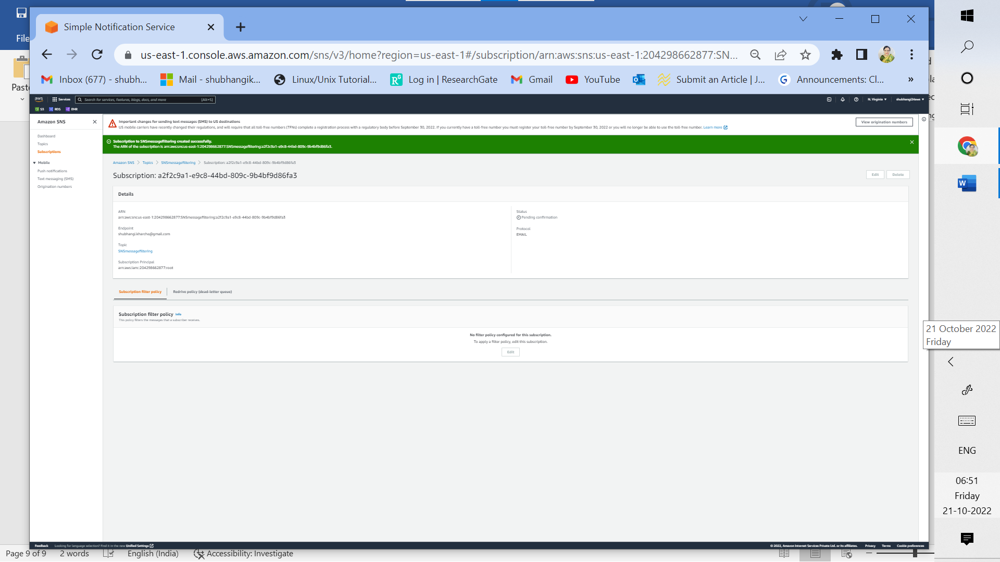 File
Paste
Simple Notification Service
us-east-1.console.aws.amazon.com/sns/v3/home?region=us-east-1#/subscription/arn:aws:sns:us-east-1:204298662877:SN...
Inbox (677) - shubh...
Mail - shubhangik...
Linux/Unix Tutorial...
Log in | ResearchGate
Gmail
YouTube
Submit an Article | J...
Announcements: Cl...
»
aws
Services
Search for services, features, blogs, docs, and more
[Alt+S]
N. Virginia
shubhangi24aws
S3
RDS
EMR
Amazon SNS
Dashboard
Topics
Subscriptions
Mobile
Push notifications
Text messaging (SMS)
Origination numbers
Important changes for sending text messages (SMS) to US destinations
US mobile carriers have recently changed their regulations, and will require that all toll-free numbers (TFNs) complete a registration process with a regulatory body before September 30, 2022. If you currently have a toll-free number you must register your toll-free number by September 30, 2022 or you will no longer be able to use the toll-free number. Learn more
View origination numbers
Subscription to SNSmessagefiltering created successfully.
The ARN of the subscription is arn:aws:sns:us-east-1:204298662877:SNSmessagefiltering:a2f2c9a1-e9c8-44bd-809c-9b4bf9d86fa3.
Amazon SNS
Topics
SNSmessagefiltering
Subscription: a2f2c9a1-e9c8-44bd-809c-9b4bf9d86fa3
Subscription: a2f2c9a1-e9c8-44bd-809c-9b4bf9d86fa3
Edit
Delete
Details
ARN
arn:aws:sns:us-east-1:204298662877:SNSmessagefiltering:a2f2c9a1-e9c8-44bd-809c-9b4bf9d86fa3
Endpoint
shubhangi.kharche@gmail.com
Topic
SNSmessagefiltering
Subscription Principal
arn:aws:iam::204298662877:root
Status
Pending confirmation
Protocol
EMAIL
Subscription filter policy
Redrive policy (dead-letter queue)
Subscription filter policy Info
This policy filters the messages that a subscriber receives.
No filter policy configured for this subscription.
To apply a filter policy, edit this subscription.
Edit
Feedback
Looking for language selection? Find it in the new Unified Settings
© 2022, Amazon Internet Services Private Ltd. or its affiliates.
Privacy
Terms
Cookie preferences
Page 9 of 9
2 words
English (India)
Accessibility: Investigate
21 October 2022
Friday
ENG
06:51
Friday
21-10-2022